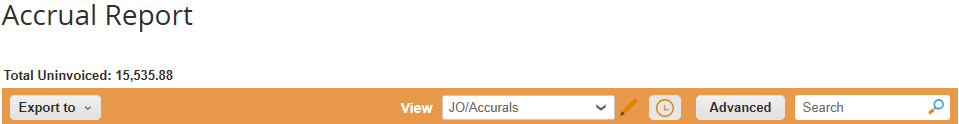 Accrual Report
Total Uninvoiced: 15,535.88
Export to View JO/Accurals Advanced Search